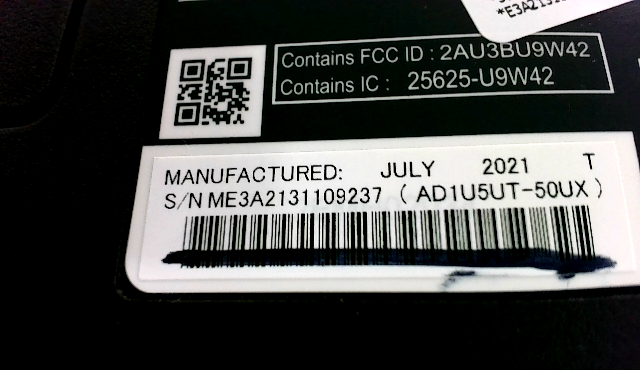 Contains FCC ID : 2AU3BU9W42
Contains IC : 25625-U9W42
MANUFACTURED: JULY 2021 T
S/N ME3A2131109237 ( AD1U5UT-50UX )